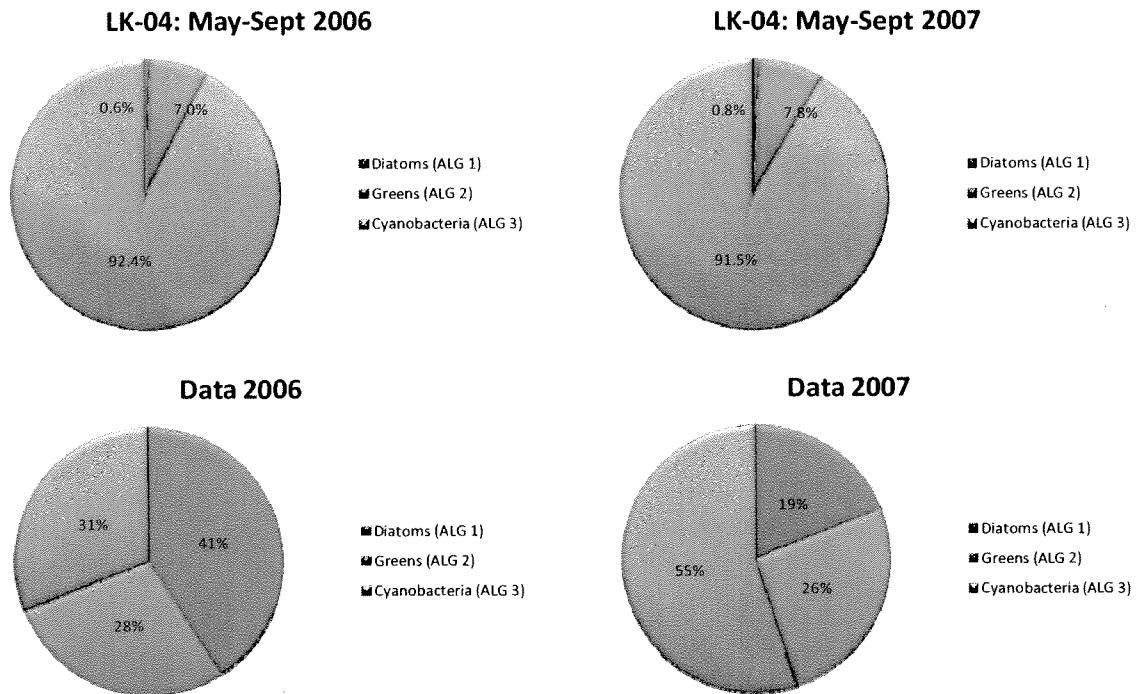 LK-04: May-Sept 2006
0.6%
7.0%
92.4%
Diatoms (ALG 1)
Greens (ALG 2)
Cyanobacteria (ALG 3)
LK-04: May-Sept 2007
0.8%
7.8%
91.5%
Diatoms (ALG 1)
Greens (ALG 2)
Cyanobacteria (ALG 3)
Data 2006
31%
41%
28%
Diatoms (ALG 1)
Greens (ALG 2)
Cyanobacteria (ALG 3)
Data 2007
19%
55%
26%
Diatoms (ALG 1)
Greens (ALG 2)
Cyanobacteria (ALG 3)